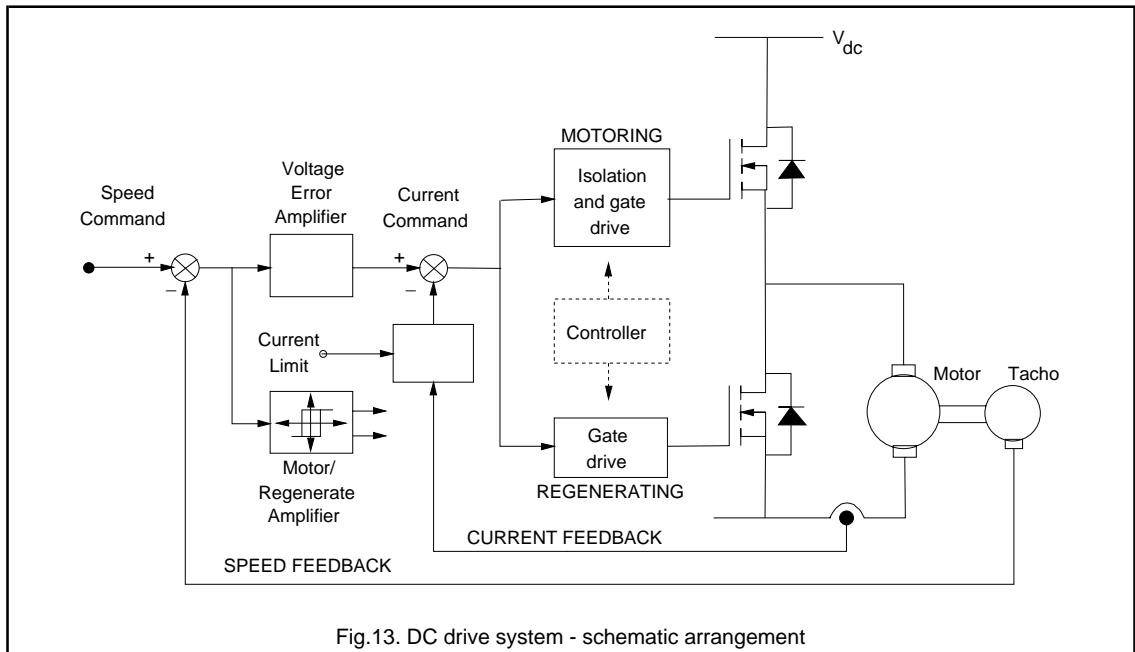 V
dc
MOTORING
Isolation
and gate
drive
Voltage
Error
Amplifier
Speed
Command
Current
Command
+
−
+
−
Controller
Current
Limit
Motor
Tacho
Gate
drive
REGENERATING
Motor/
Regenerate
Amplifier
CURRENT FEEDBACK
SPEED FEEDBACK
Fig.13. DC drive system - schematic arrangement